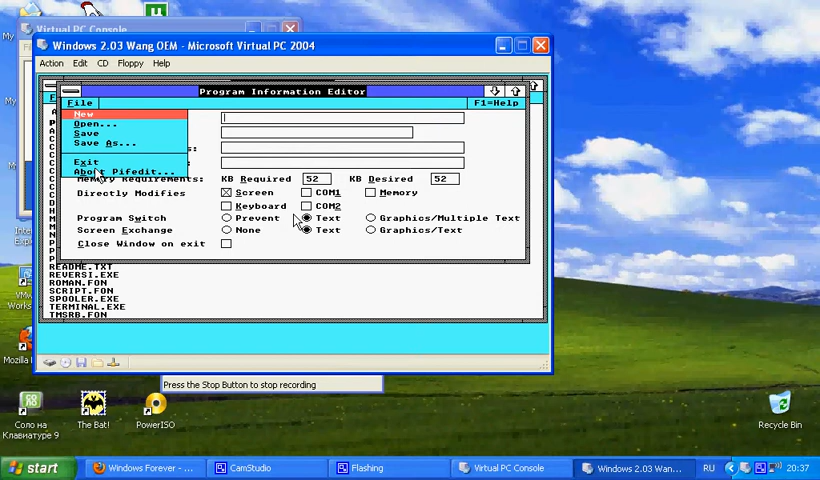 Virtual PC Console
Windows 2.03 Wang OEM - Microsoft Virtual PC 2004
Action Edit CD Floppy Help
Program Information Editor
File F1=Help
New
Open...
Save
Save As...
Exit
About Pifedit...
Memory Requirements: KB Required 52 KB Desired 52
Directly Modifies Screen COM1 Memory
Keyboard COM2
Program Switch Prevent Text Graphics/Multiple Text
Screen Exchange None Text Graphics/Text
Close Window on exit
README.TXT
REVERSI.EXE
ROMAN.FON
SCRIPT.FON
SPOOLER.EXE
TERMINAL.EXE
TMSRB.FON
Press the Stop Button to stop recording
Соло на
Клавиатуре 9
The Bat!
PowerISO
Recycle Bin
start
Windows Forever - ...
CamStudio
Flashing
Virtual PC Console
Windows 2.03 Wan...
RU
20:37